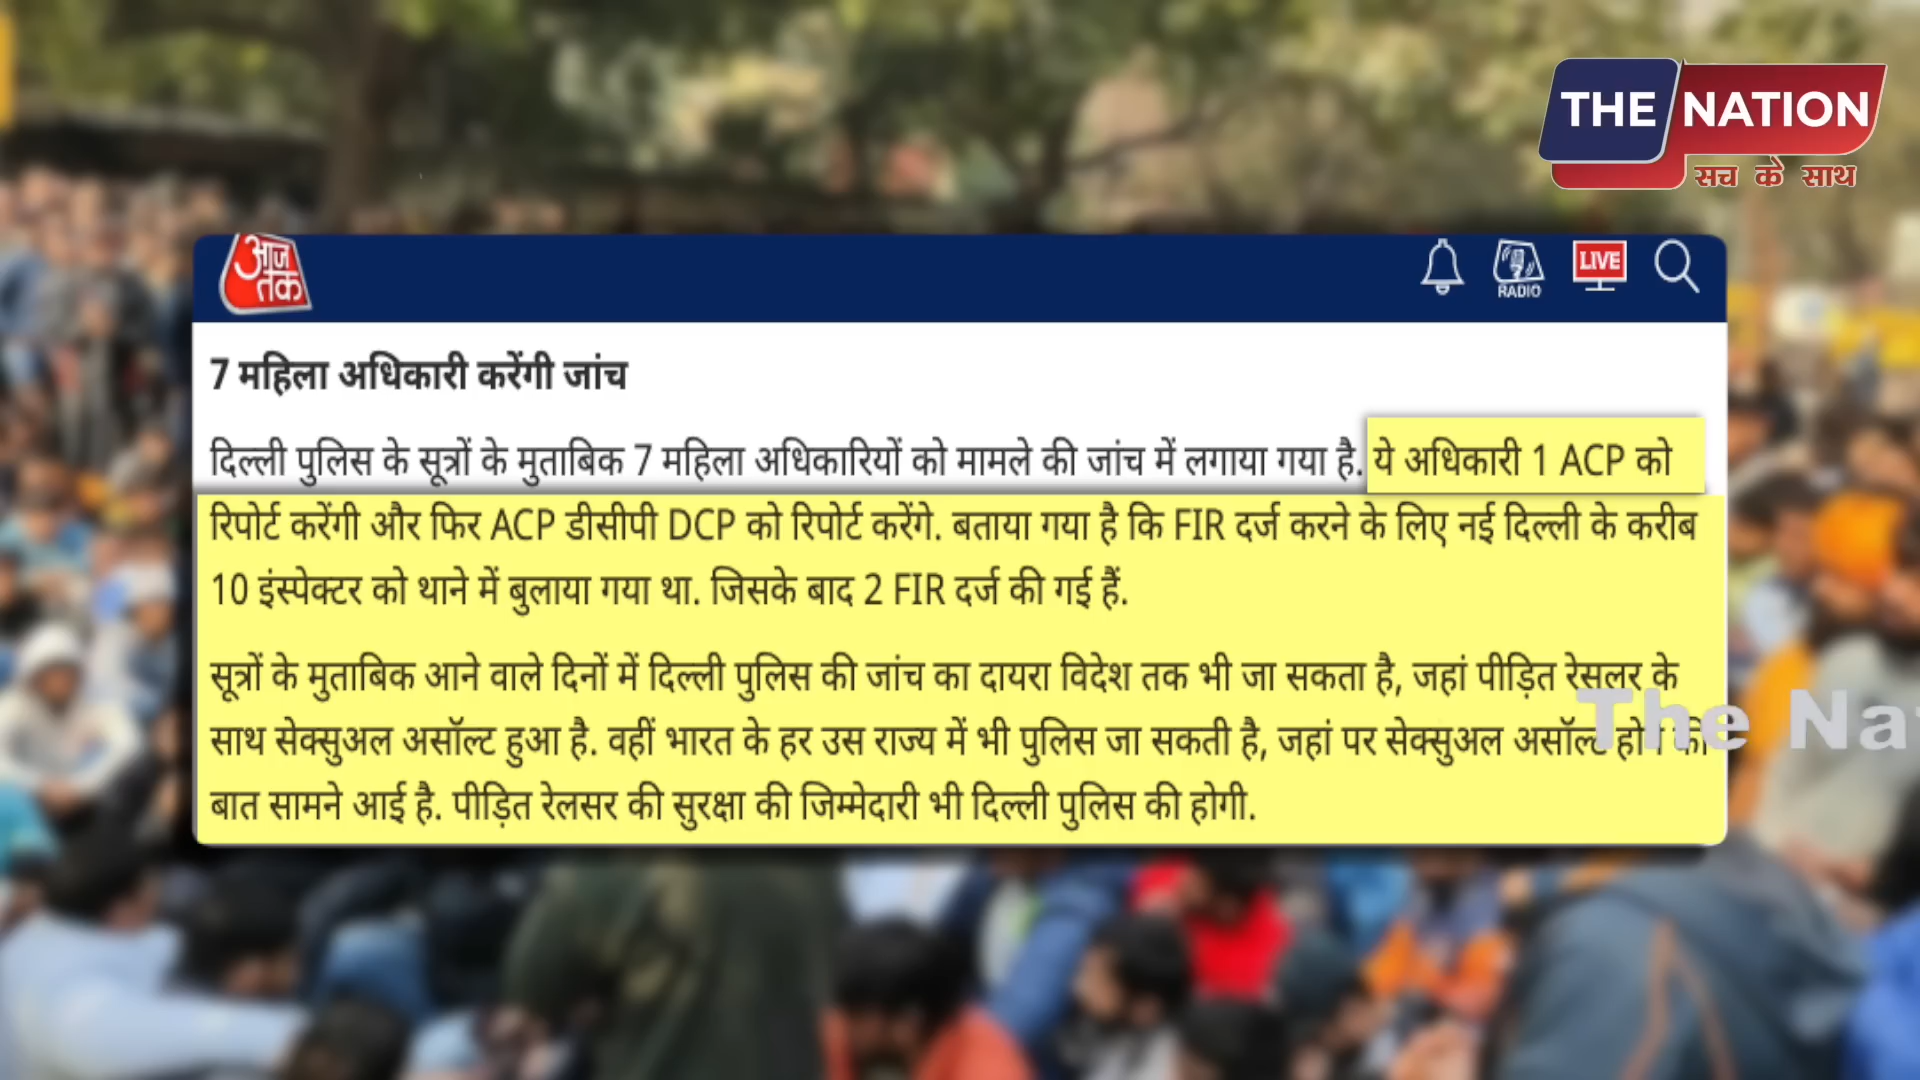 THE NATION
सच के साथ
आज तक
RADIO
LIVE
7 महिला अधिकारी करेंगी जांच
दिल्ली पुलिस के सूत्रों के मुताबिक 7 महिला अधिकारियों को मामले की जांच में लगाया गया है. ये अधिकारी 1 ACP को
रिपोर्ट करेंगी और फिर ACP डीसीपी DCP को रिपोर्ट करेंगे. बताया गया है कि FIR दर्ज करने के लिए नई दिल्ली के करीब
10 इंस्पेक्टर को थाने में बुलाया गया था. जिसके बाद 2 FIR दर्ज की गई हैं.
सूत्रों के मुताबिक आने वाले दिनों में दिल्ली पुलिस की जांच का दायरा विदेश तक भी जा सकता है, जहां पीड़ित रेसलर के
साथ सेक्सुअल असॉल्ट हुआ है. वहीं भारत के हर उस राज्य में भी पुलिस जा सकती है, जहां पर सेक्सुअल असॉल्ट होने की
बात सामने आई है. पीड़ित रेलसर की सुरक्षा की जिम्मेदारी भी दिल्ली पुलिस की होगी.
The Na